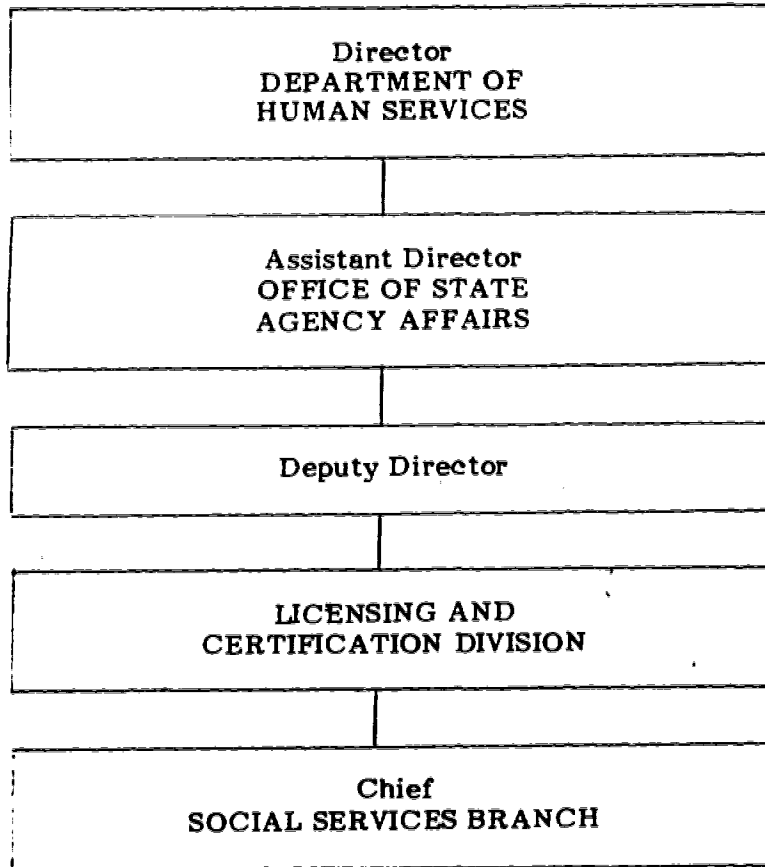 Director
DEPARTMENT OF
HUMAN SERVICES
Assistant Director
OFFICE OF STATE
AGENCY AFFAIRS
Deputy Director
LICENSING AND
CERTIFICATION DIVISION
Chief
SOCIAL SERVICES BRANCH